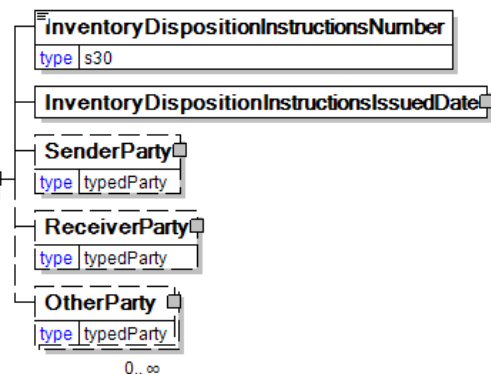 InventoryDispositionInstructionsNumber
type s30
InventoryDispositionInstructionsIssuedDate
SenderParty
type typedParty
ReceiverParty
type typedParty
OtherParty
type typedParty
0..∞